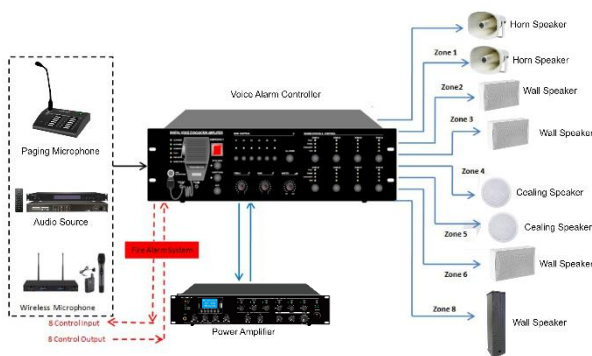 Horn Speaker
Zone 1
Horn Speaker
Voice Alarm Controller
Zone2
Wall Speaker
Zone 3
Wall Speaker
Paging Microphone
Zone 4
Cealing Speaker
Audio Source
Cealing Speaker
Zone 5
Fire Alarm System
Zone 6
Wall Speaker
Wireless Microphone
8 Control Input
Zone 8
8 Control Output
Power Amplifier
Wall Speaker